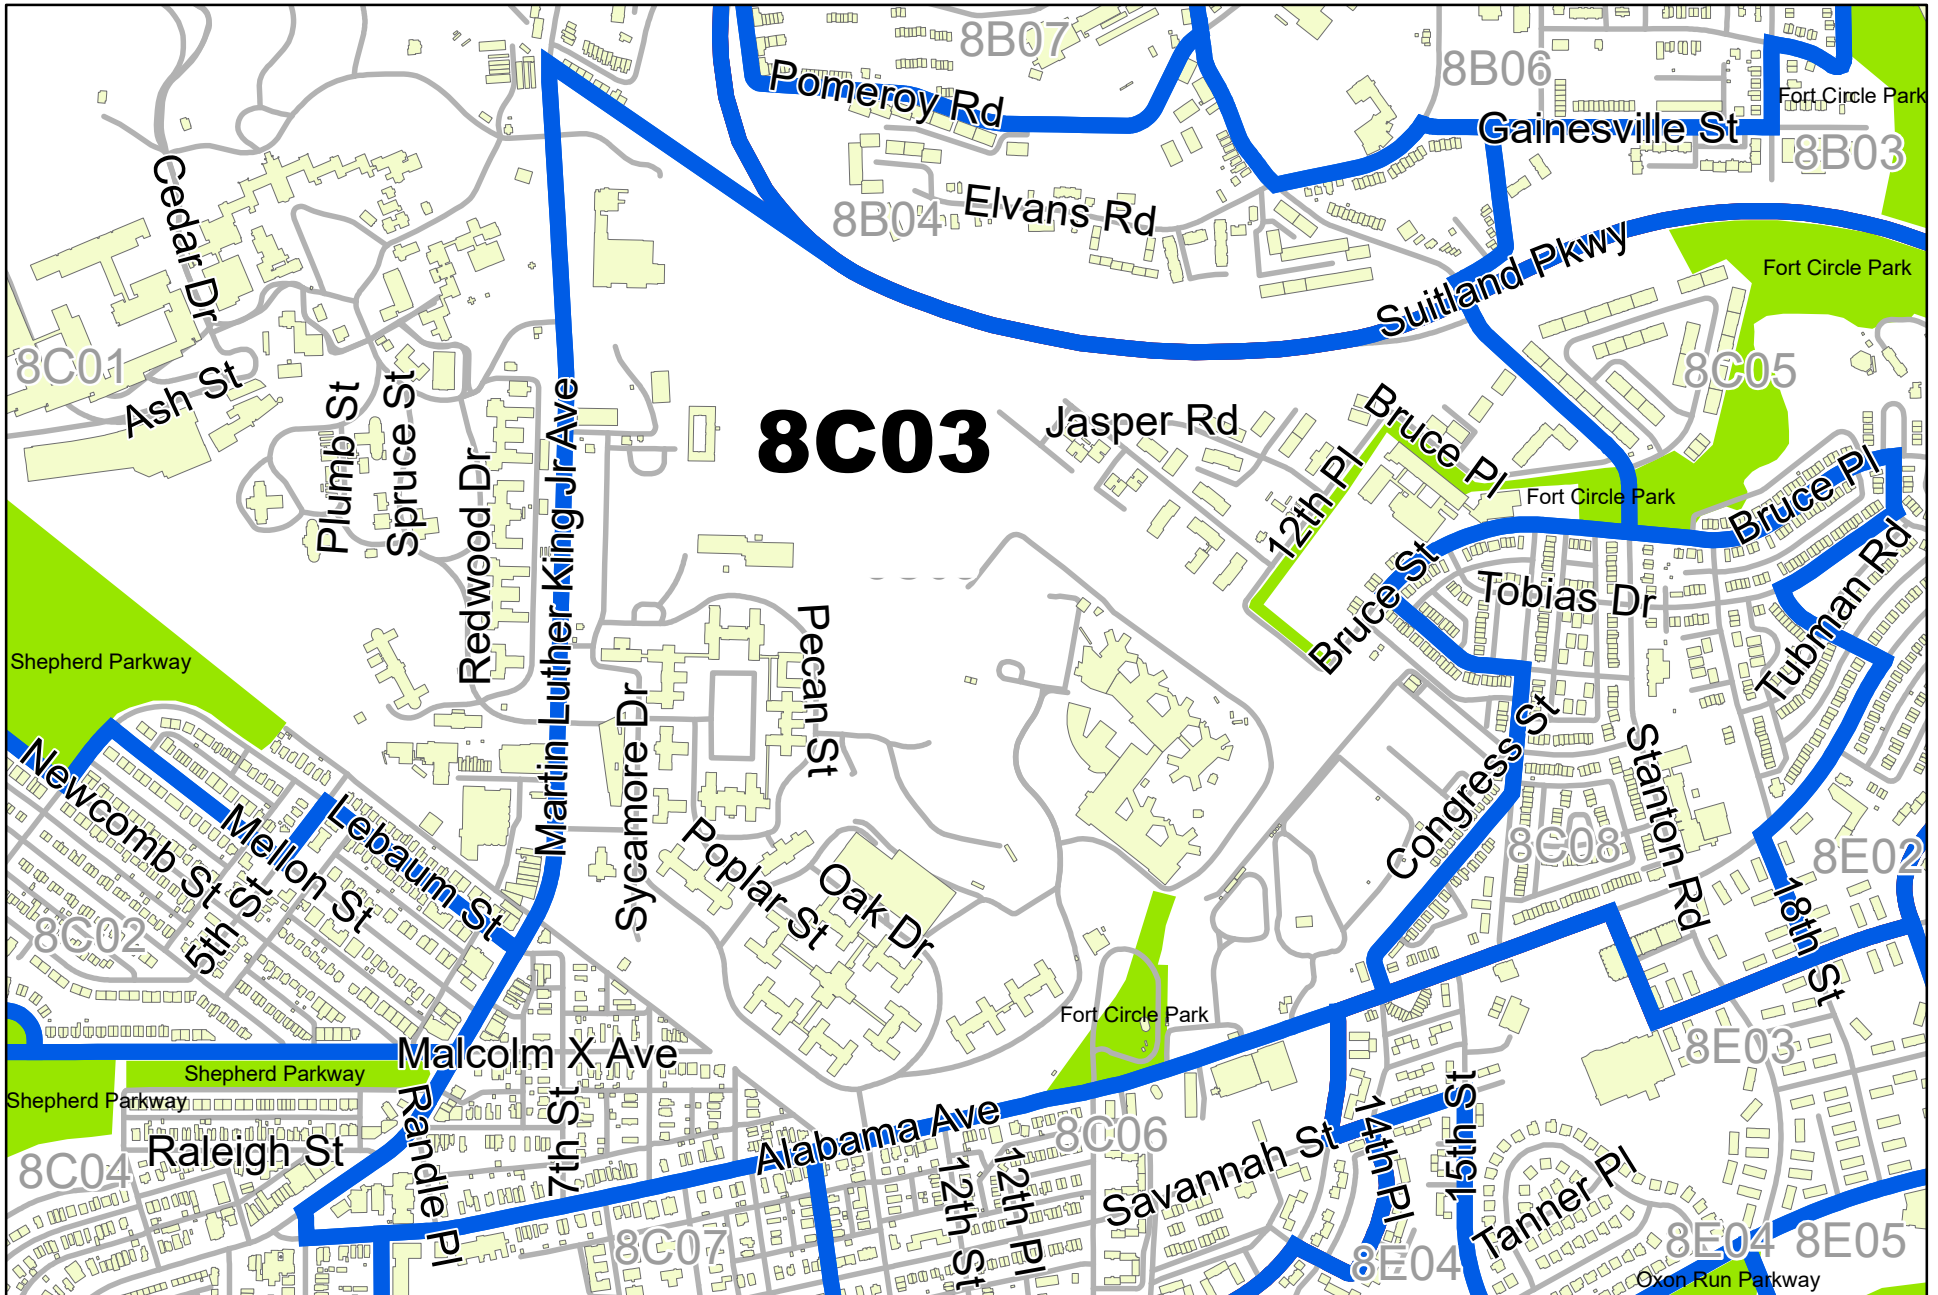 8B07
8B06
Pomeroy Rd
Fort Circle Park
Gainesville St
8B03
Cedar Dr
8B04
Elvans Rd
Suitland Pkwy
Fort Circle Park
8C01
Ash St
Plumb St
Spruce St
Redwood Dr
Martin Luther King Jr Ave
8C03
Jasper Rd
Bruce Pl
12th Pl
8C05
Fort Circle Park
Bruce Pl
Bruce St
Tobias Dr
Tubman Rd
Shepherd Parkway
Pecan St
Sycamore Dr
Congress St
Stanton Rd
Newcomb St
Mellon St
Lebaum St
5th St
8C02
Poplar St
Oak Dr
8C08
8E02
18th St
Fort Circle Park
8E03
Malcolm X Ave
Shepherd Parkway
Shepherd Parkway
Randle Pl
7th St
Raleigh St
8C04
Alabama Ave
8C06
12th St
12th Pl
Savannah St
14th Pl
15th St
Tanner Pl
8C07
8E04
8E04
8E05
Oxon Run Parkway